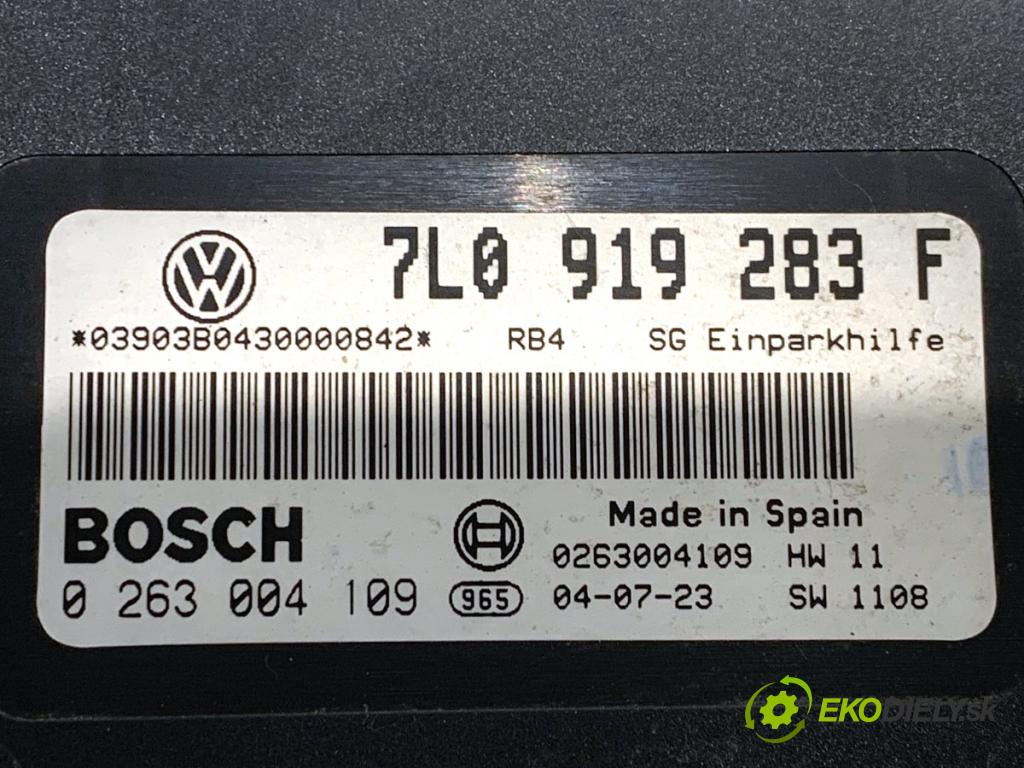 7L0 919 283 F
*03903B0430000842* RB4 SG Einparkhilfe
BOSCH Made in Spain
0263004109 HW 11
0 263 004 109 965 04-07-23 SW 1108
EKODIELY.SK